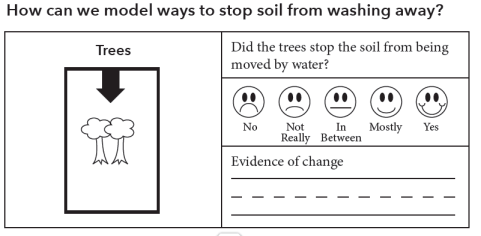 How can we model ways to stop soil from washing away?
Trees
Did the trees stop the soil from being
moved by water?
No
Not
Really
In
Between
Mostly
Yes
Evidence of change